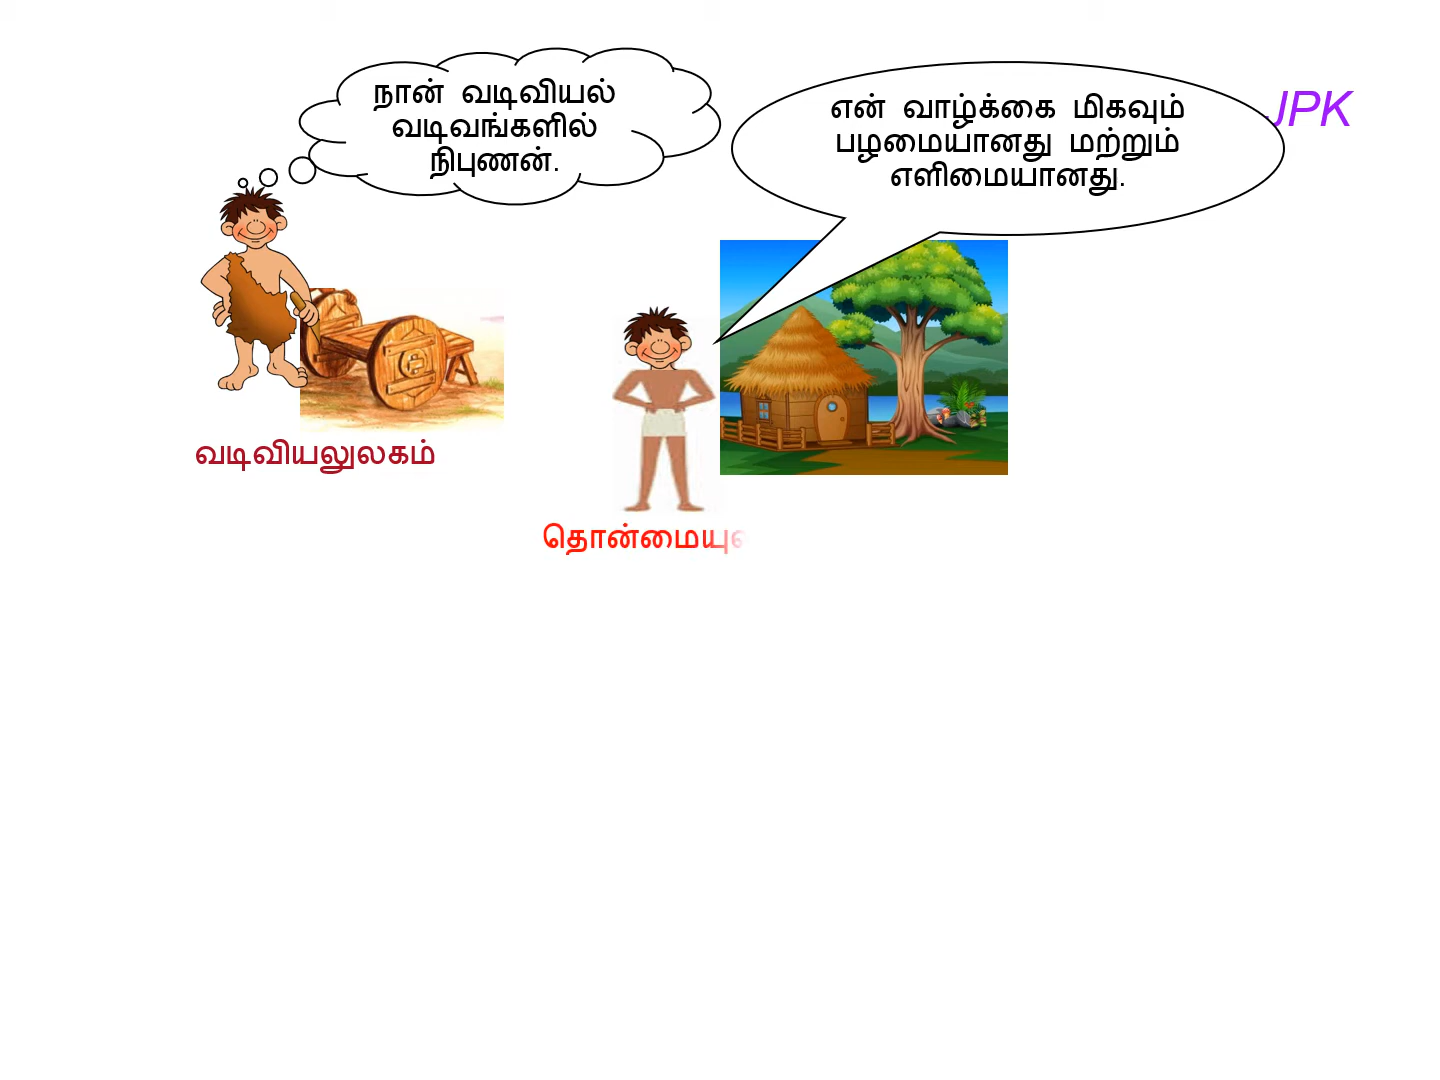 நான் வடிவியல்
வடிவங்களில்
நிபுணன்.
என் வாழ்க்கை மிகவும்
பழமையானது மற்றும்
எளிமையானது.
JPK
வடிவியலுலகம்